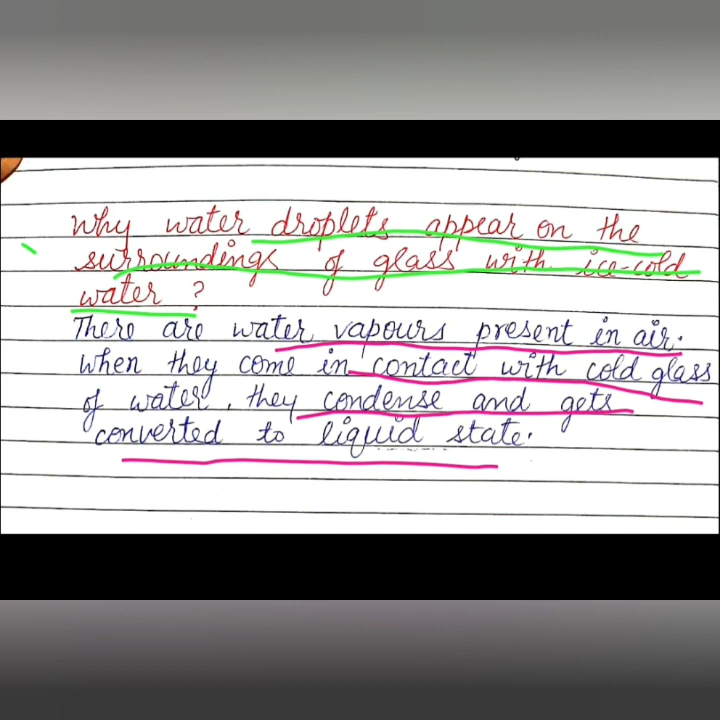 Why water droplets appear on the
surroundings of glass with ice-cold
water ?
There are water vapours present in air.
When they come in contact with cold glass
of water, they condense and gets
converted to liquid state.